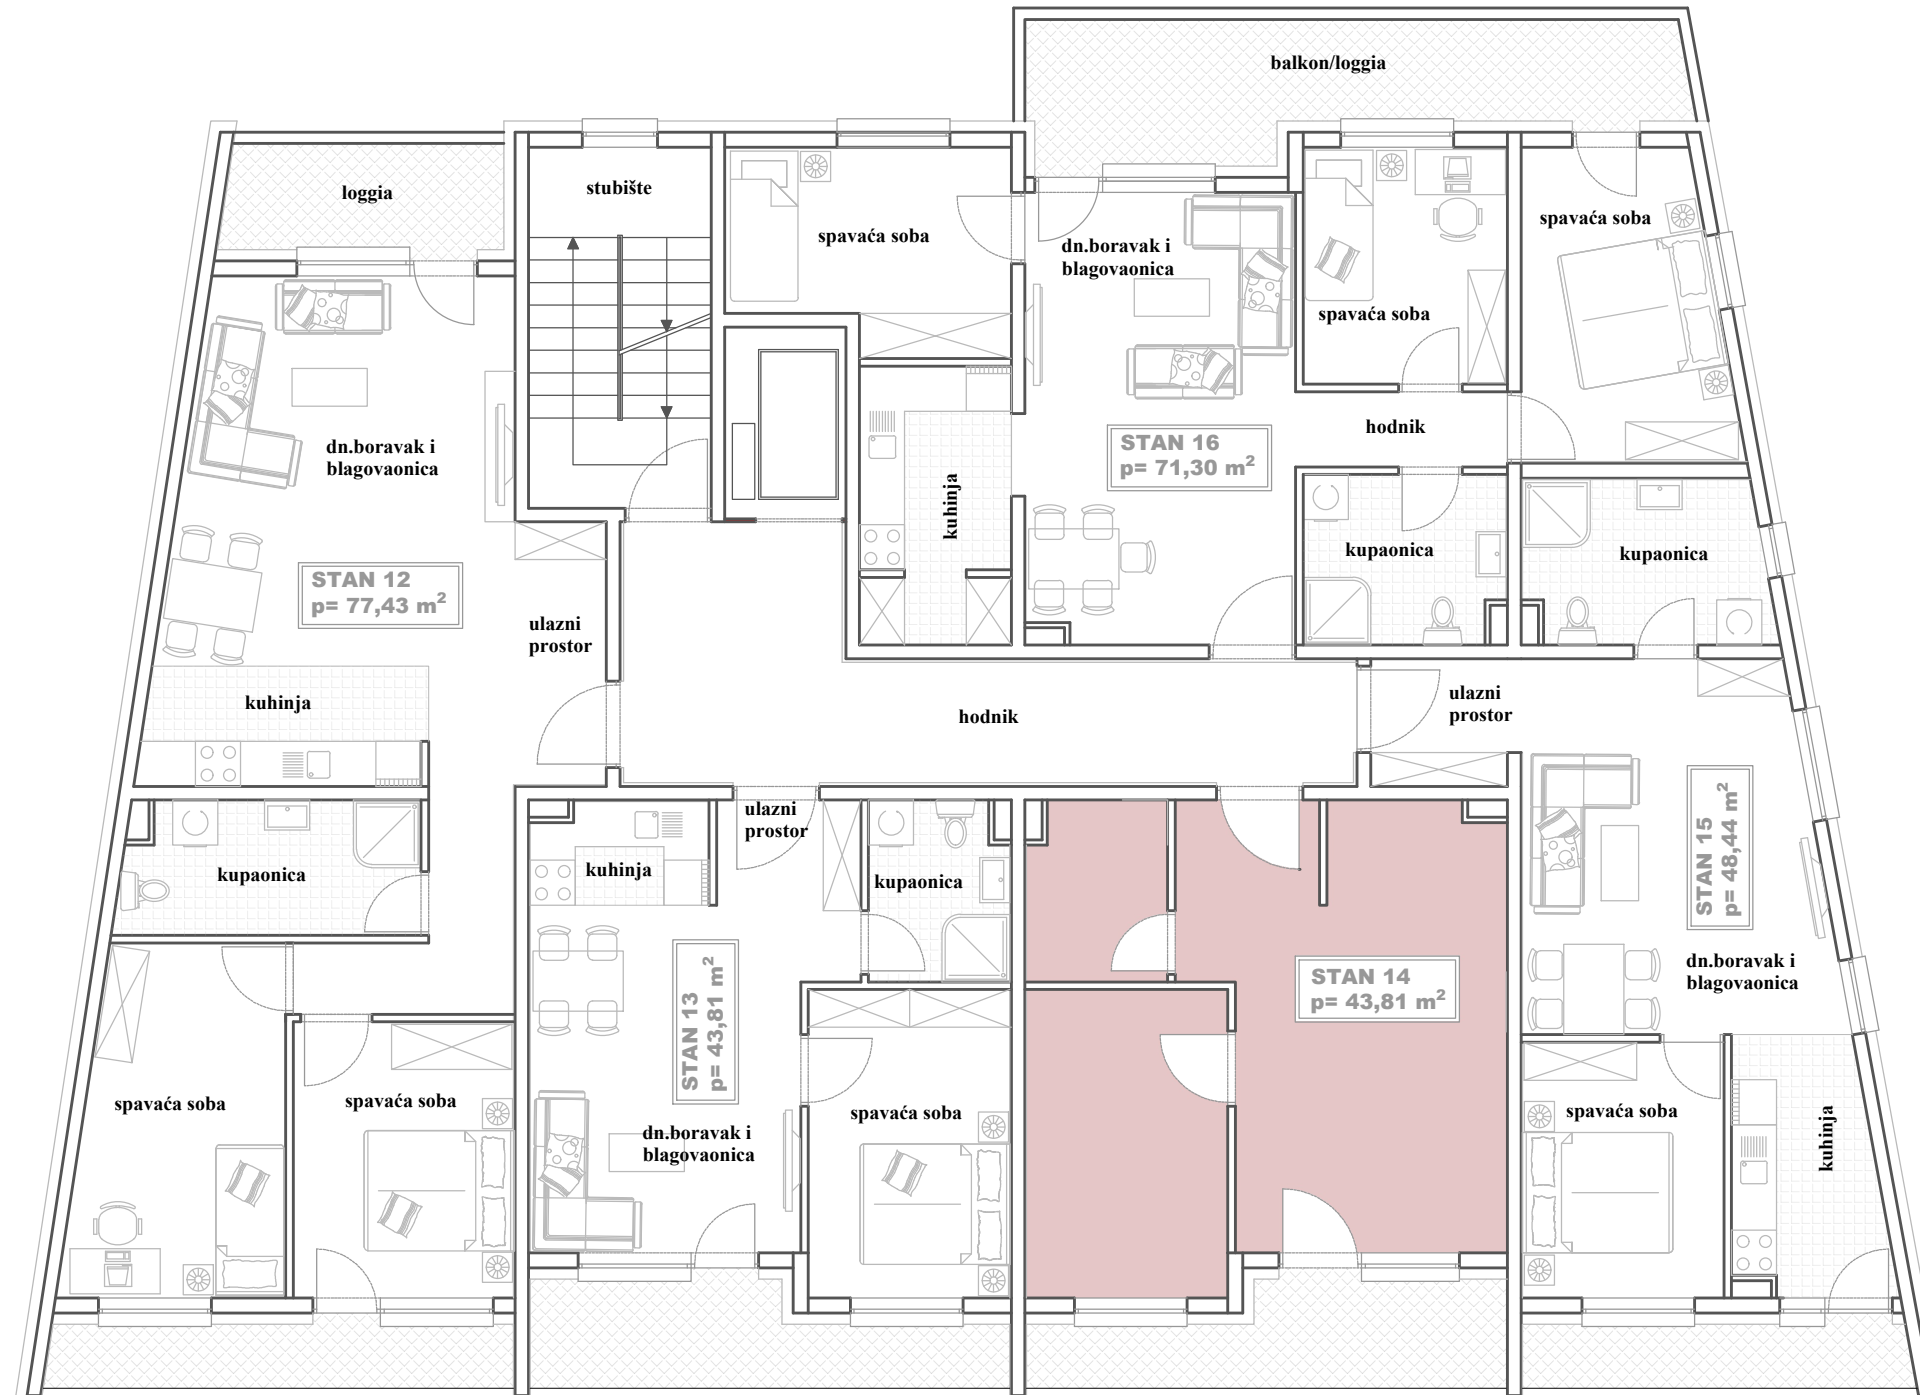 balkon/loggia
loggia
stubište
spavaća soba
dn.boravak i
blagovaonica
spavaća soba
spavaća soba
dn.boravak i
blagovaonica
hodnik
STAN 16
p= 71,30 m²
kuhinja
kupaonica
kupaonica
STAN 12
p= 77,43 m²
ulazni
prostor
kuhinja
hodnik
ulazni
prostor
ulazni
prostor
kuhinja
kupaonica
kupaonica
STAN 15
p= 48,44 m²
STAN 13
p= 43,81 m²
STAN 14
p= 43,81 m²
dn.boravak i
blagovaonica
spavaća soba
spavaća soba
dn.boravak i
blagovaonica
spavaća soba
spavaća soba
kuhinja